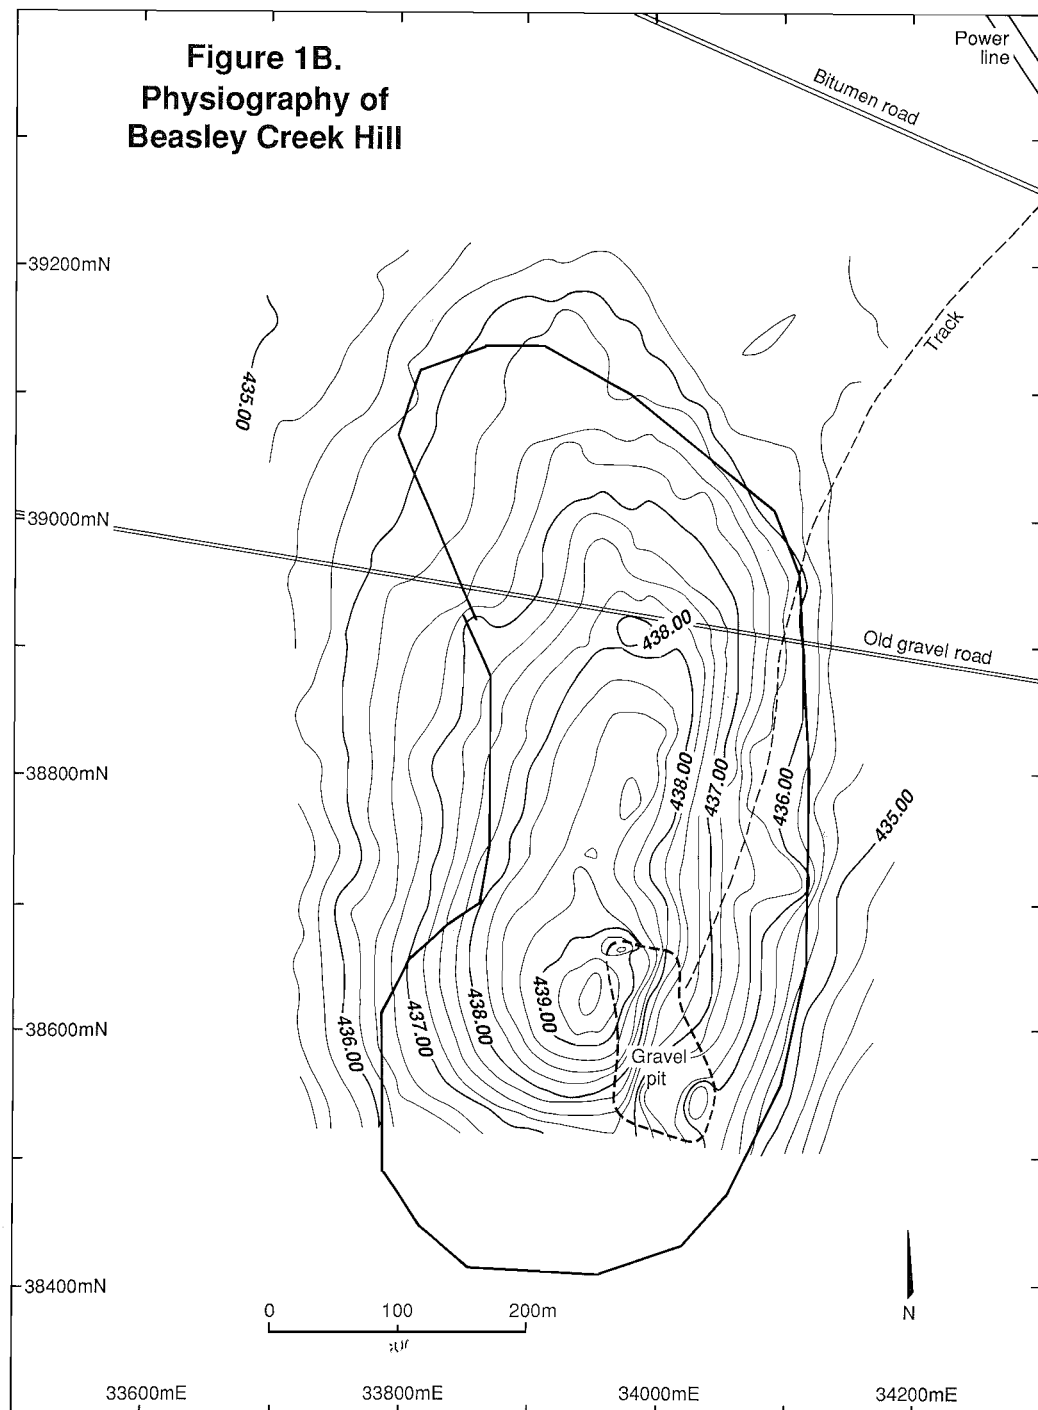 Figure 1B.
Physiography of
Beasley Creek Hill
Power
line
Bitumen road
39200mN
Track
435.00
39000mN
438.00
Old gravel road
38800mN
438.00
437.00
436.00
435.00
439.00
438.00
437.00
436.00
38600mN
Gravel
pit
38400mN
0 100 200m
N
33600mE 33800mE 34000mE 34200mE